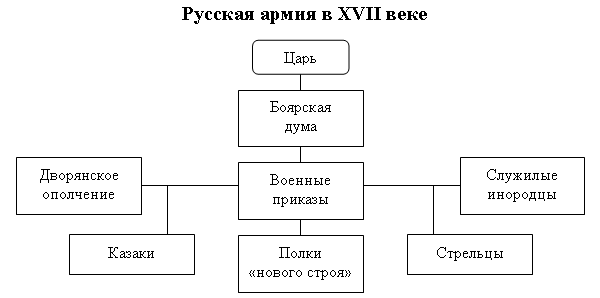 Русская армия в XVII веке
Царь
Боярская
дума
Дворянское
ополчение
Военные
приказы
Служилые
инородцы
Казаки
Полки
«нового строя»
Стрельцы